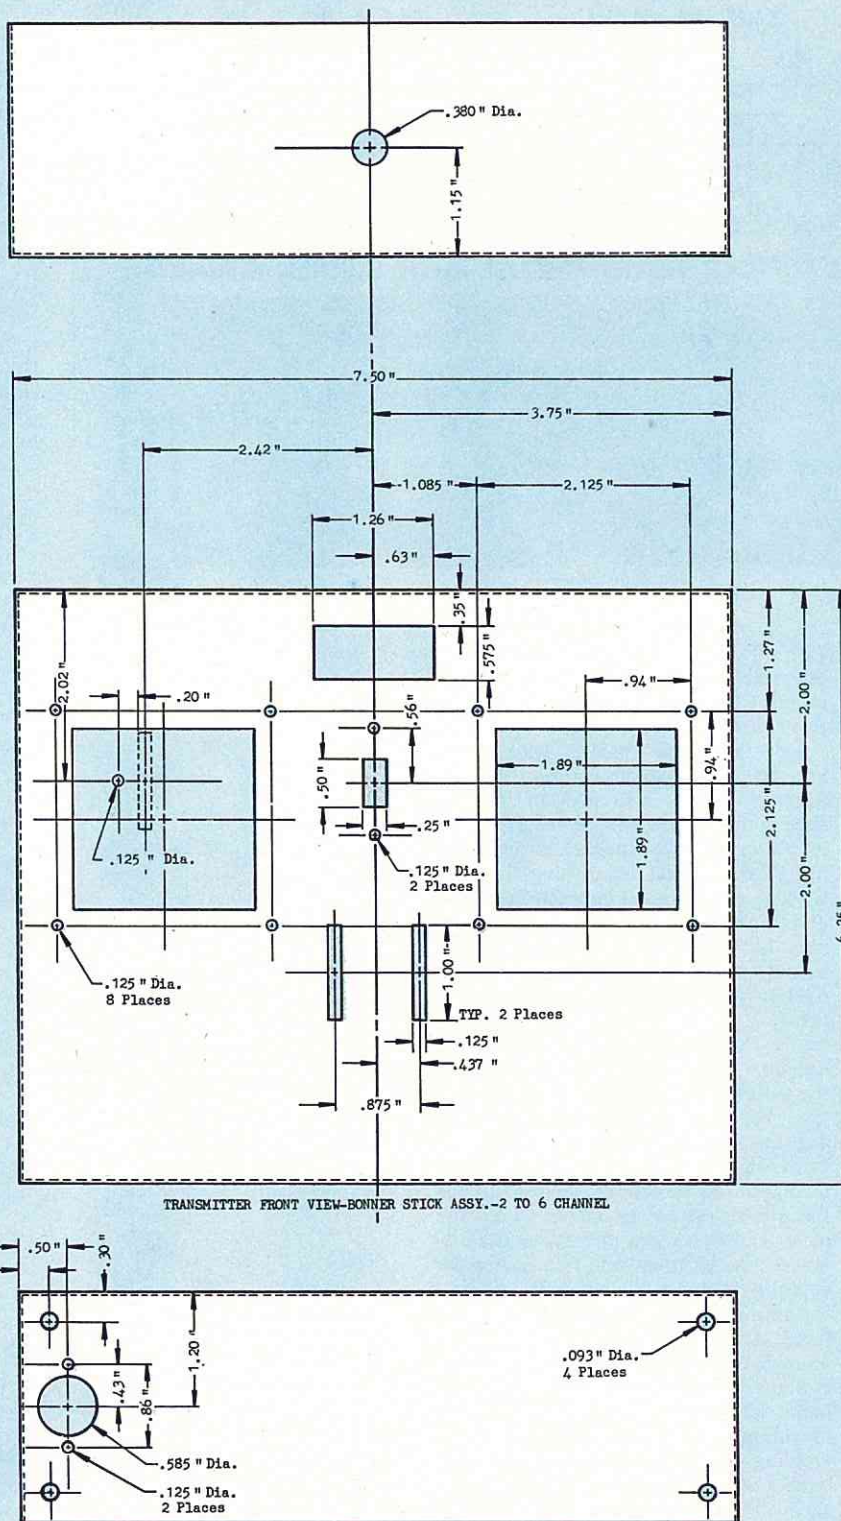 .380" Dia.
1.15"
7.50"
3.75"
2.42"
1.085"
2.125"
1.26"
.63"
.35"
.575"
2.02"
.20"
.56"
.94"
1.27"
2.00"
.50"
1.89"
.94"
.25"
1.89"
2.125"
.125" Dia.
.125" Dia.
2 Places
2.00"
.125" Dia.
8 Places
1.00"
TYP. 2 Places
.125"
.437"
.875"
TRANSMITTER FRONT VIEW-BONNER STICK ASSY.-2 TO 6 CHANNEL
.50"
.30"
1.20"
.43"
.86"
.093" Dia.
4 Places
.585" Dia.
.125" Dia.
2 Places